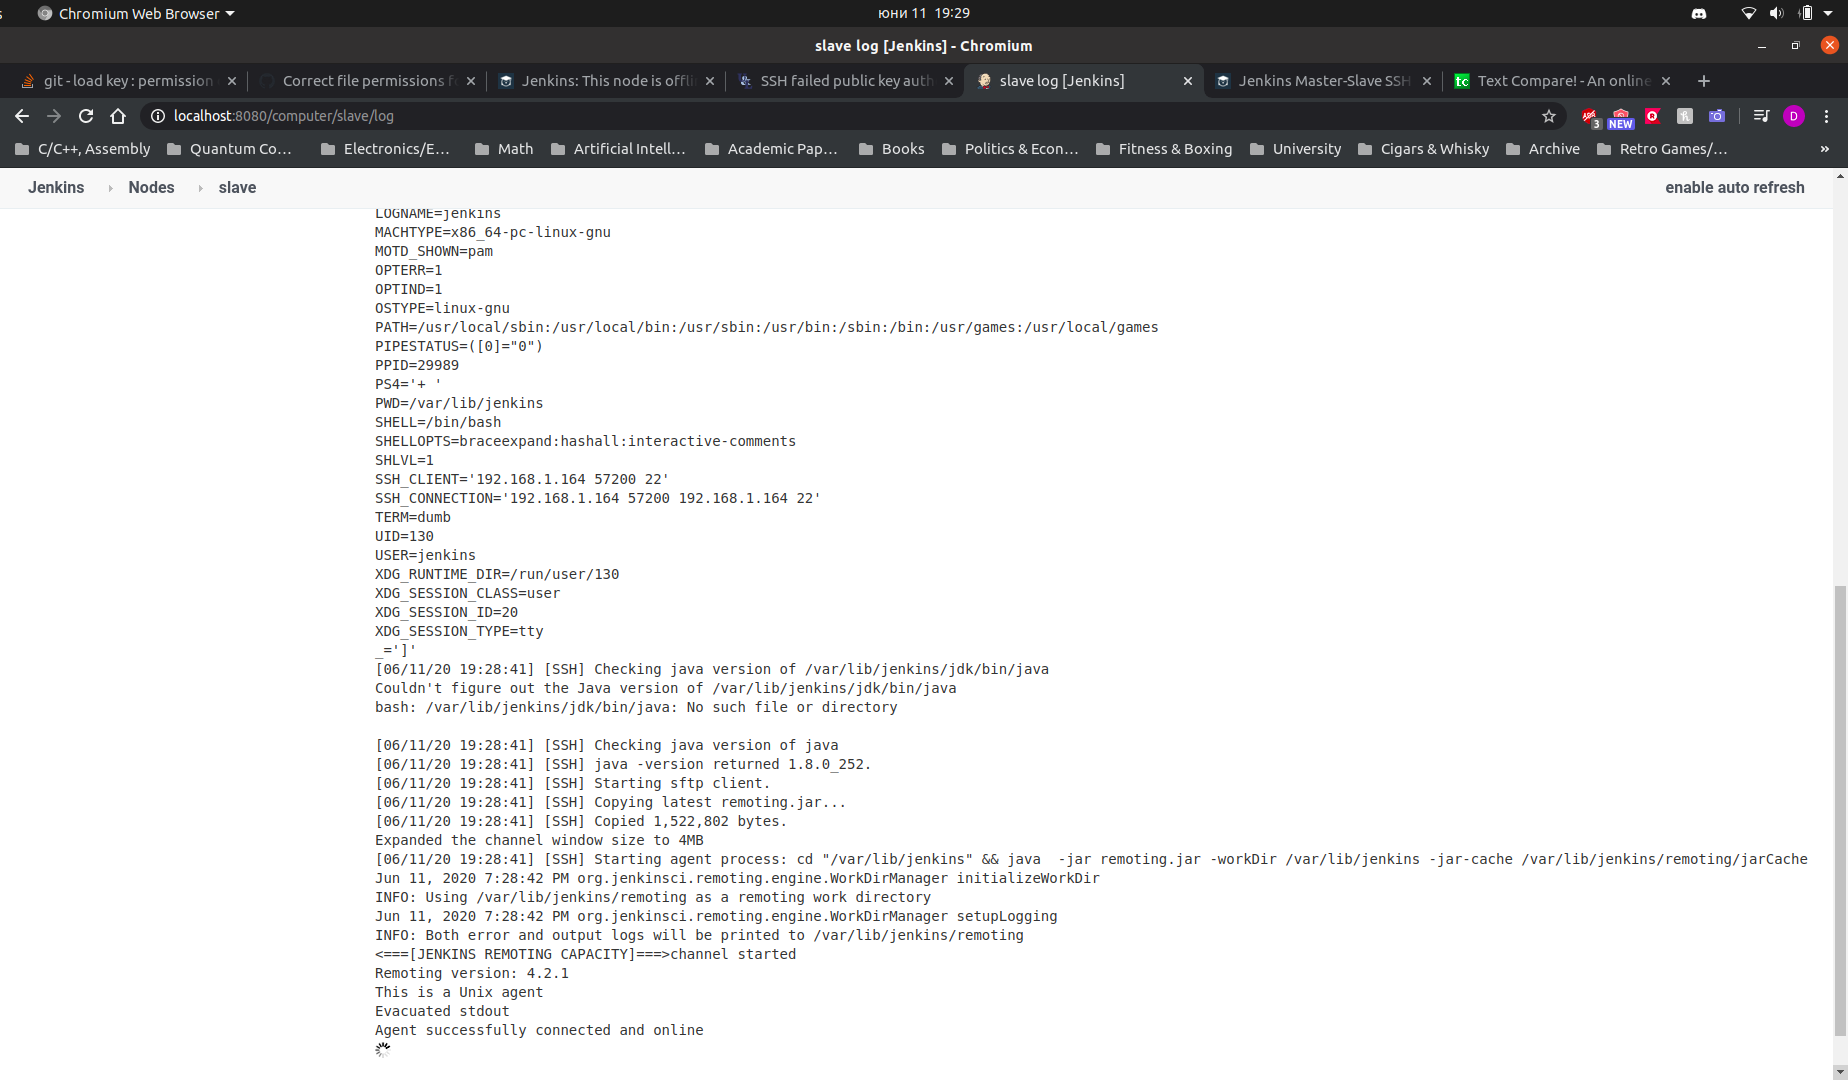 Chromium Web Browser
юни 11 19:29
slave log [Jenkins] - Chromium
git - load key : permission
Correct file permissions fo
Jenkins: This node is offli
SSH failed public key auth
slave log [Jenkins]
Jenkins Master-Slave SSH
tc Text Compare! - An online
localhost:8080/computer/slave/log
3
NEW
D
C/C++, Assembly
Quantum Co...
Electronics/E...
Math
Artificial Intell...
Academic Pap...
Books
Politics & Econ...
Fitness & Boxing
University
Cigars & Whisky
Archive
Retro Games/...
»
Jenkins
Nodes
slave
enable auto refresh
LOGNAME=jenkins
MACHTYPE=x86_64-pc-linux-gnu
MOTD_SHOWN=pam
OPTERR=1
OPTIND=1
OSTYPE=linux-gnu
PATH=/usr/local/sbin:/usr/local/bin:/usr/sbin:/usr/bin:/sbin:/bin:/usr/games:/usr/local/games
PIPESTATUS=([0]="0")
PPID=29989
PS4='+ '
PWD=/var/lib/jenkins
SHELL=/bin/bash
SHELLOPTS=braceexpand:hashall:interactive-comments
SHLVL=1
SSH_CLIENT='192.168.1.164 57200 22'
SSH_CONNECTION='192.168.1.164 57200 192.168.1.164 22'
TERM=dumb
UID=130
USER=jenkins
XDG_RUNTIME_DIR=/run/user/130
XDG_SESSION_CLASS=user
XDG_SESSION_ID=20
XDG_SESSION_TYPE=tty
_=']'
[06/11/20 19:28:41] [SSH] Checking java version of /var/lib/jenkins/jdk/bin/java
Couldn't figure out the Java version of /var/lib/jenkins/jdk/bin/java
bash: /var/lib/jenkins/jdk/bin/java: No such file or directory
[06/11/20 19:28:41] [SSH] Checking java version of java
[06/11/20 19:28:41] [SSH] java -version returned 1.8.0_252.
[06/11/20 19:28:41] [SSH] Starting sftp client.
[06/11/20 19:28:41] [SSH] Copying latest remoting.jar...
[06/11/20 19:28:41] [SSH] Copied 1,522,802 bytes.
Expanded the channel window size to 4MB
[06/11/20 19:28:41] [SSH] Starting agent process: cd "/var/lib/jenkins" && java  -jar remoting.jar -workDir /var/lib/jenkins -jar-cache /var/lib/jenkins/remoting/jarCache
Jun 11, 2020 7:28:42 PM org.jenkinsci.remoting.engine.WorkDirManager initializeWorkDir
INFO: Using /var/lib/jenkins/remoting as a remoting work directory
Jun 11, 2020 7:28:42 PM org.jenkinsci.remoting.engine.WorkDirManager setupLogging
INFO: Both error and output logs will be printed to /var/lib/jenkins/remoting
<===[JENKINS REMOTING CAPACITY]===>channel started
Remoting version: 4.2.1
This is a Unix agent
Evacuated stdout
Agent successfully connected and online